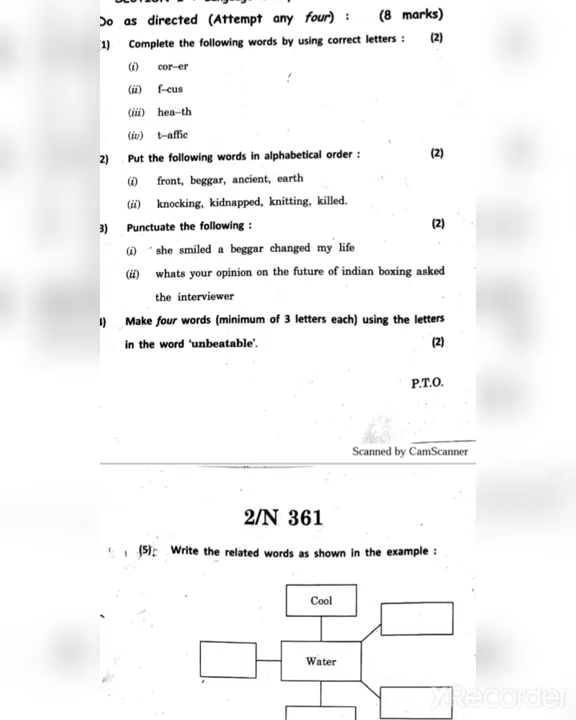 Do as directed (Attempt any four) : (8 marks)
1) Complete the following words by using correct letters : (2)
(i) cor–er
(ii) f–cus
(iii) hea–th
(iv) t–affic
2) Put the following words in alphabetical order : (2)
(i) front, beggar, ancient, earth
(ii) knocking, kidnapped, knitting, killed.
3) Punctuate the following : (2)
(i) she smiled a beggar changed my life
(ii) whats your opinion on the future of indian boxing asked
the interviewer
) Make four words (minimum of 3 letters each) using the letters
in the word ‘unbeatable’. (2)
P.T.O.
Scanned by CamScanner
2/N 361
(5) Write the related words as shown in the example :
Cool
Water
XRecorder